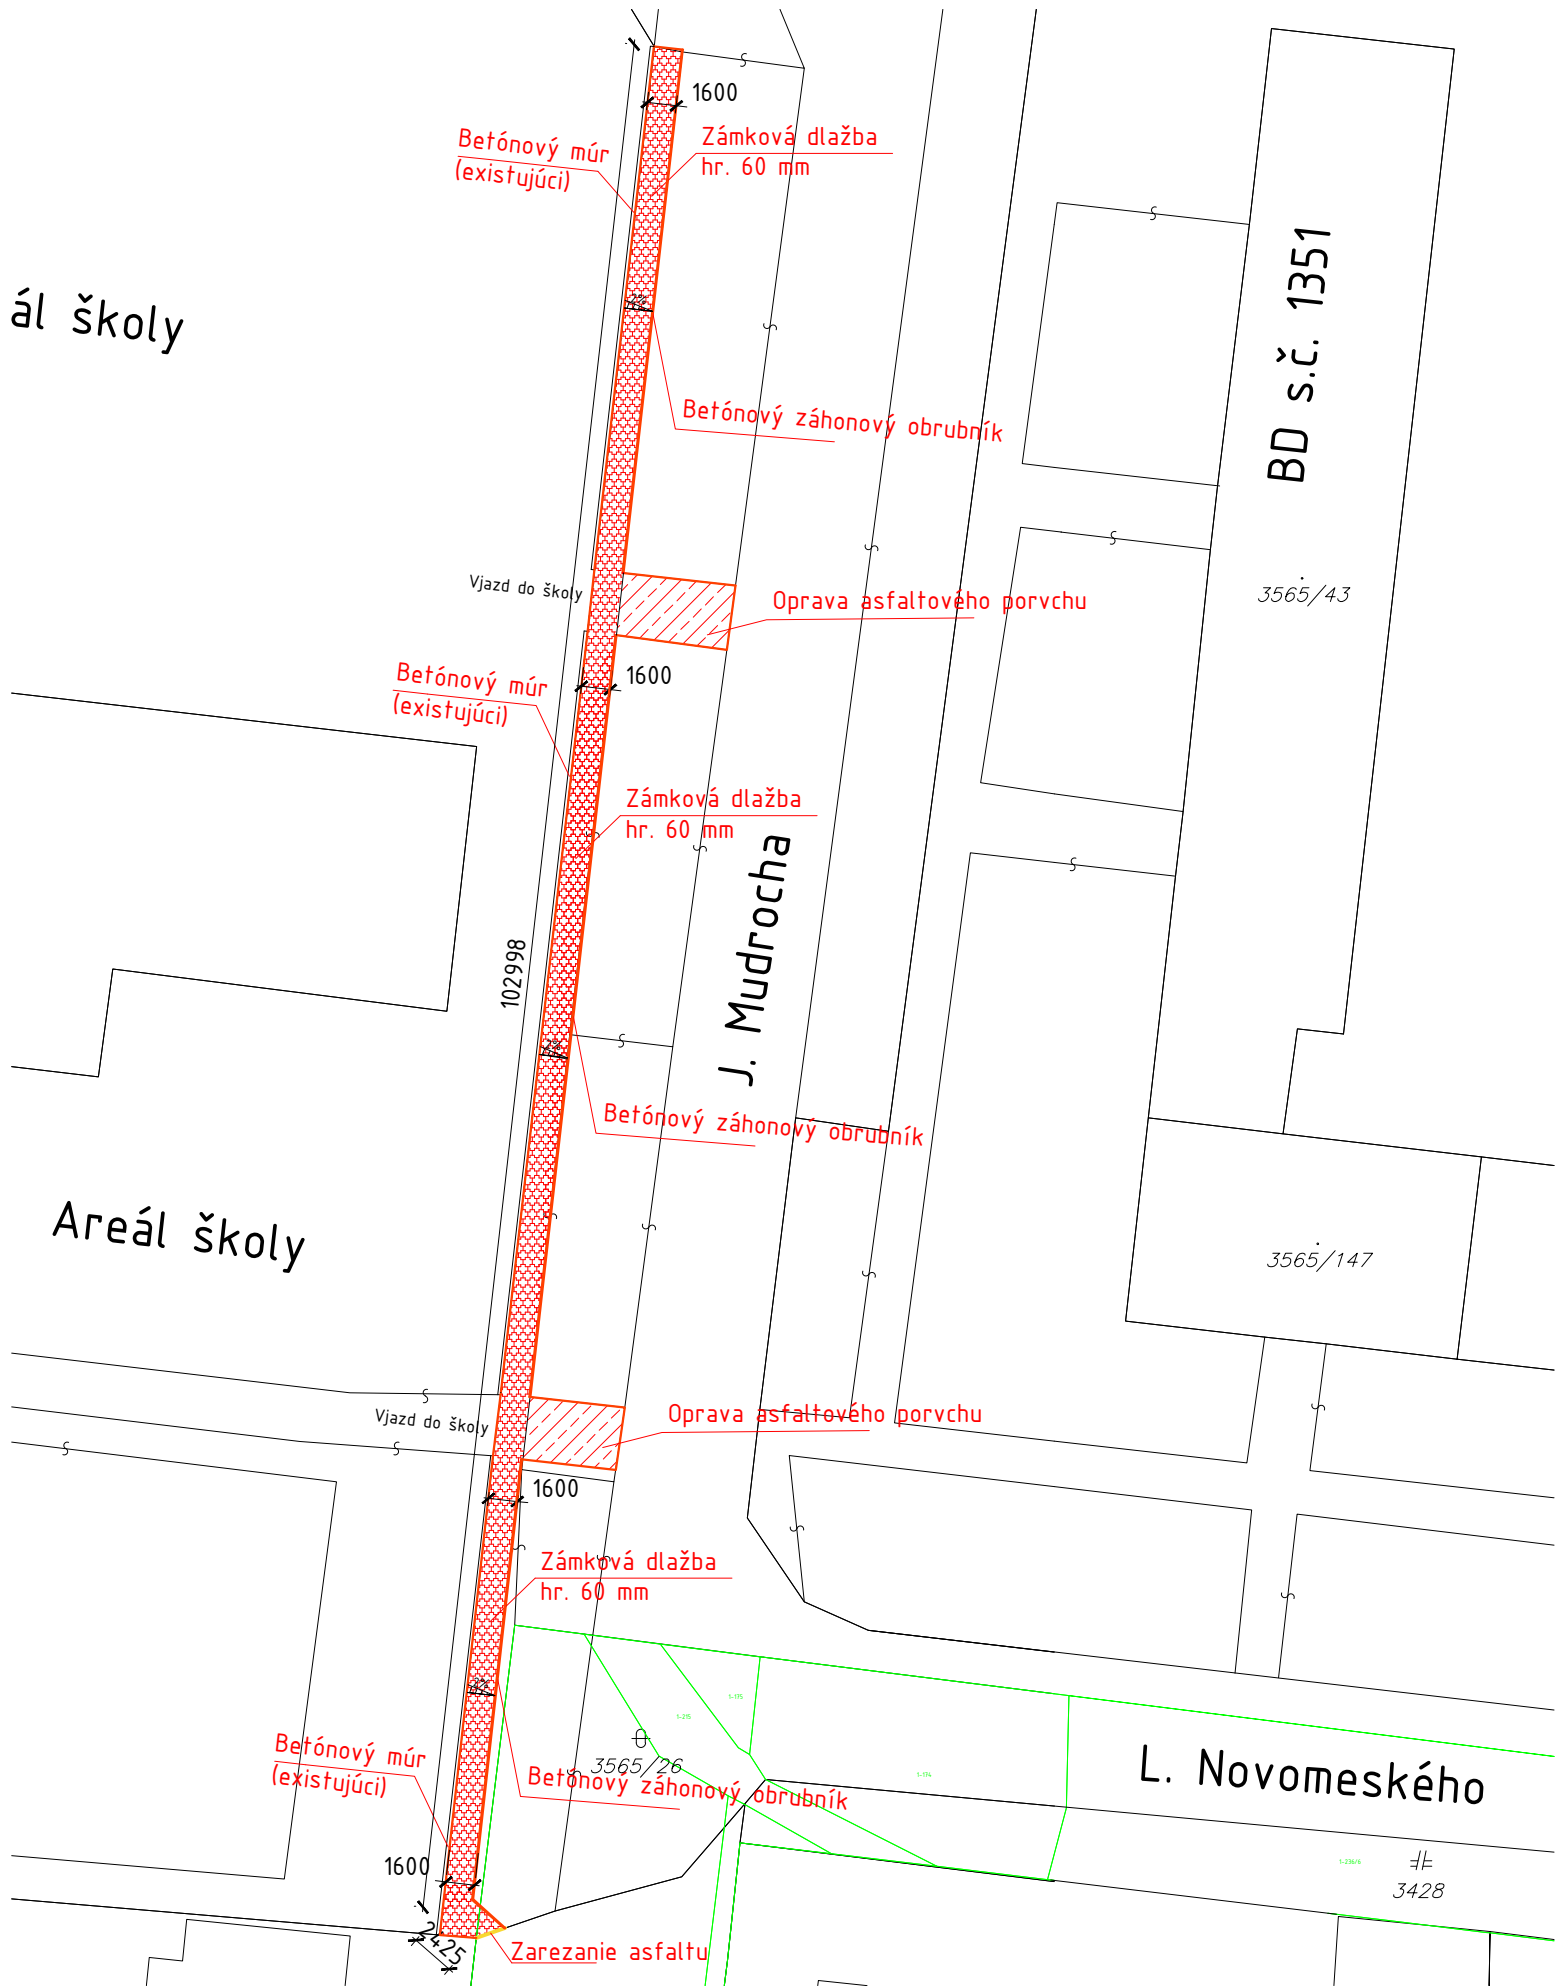 1600
Betónový múr
(existujúci)
Zámková dlažba
hr. 60 mm
BD s.č. 1351
ál školy
2%
Betónový záhonový obrubník
Vjazd do školy
Oprava asfaltového porvchu
3565/43
Betónový múr
(existujúci)
1600
Zámková dlažba
hr. 60 mm
J. Mudrocha
102998
2%
Betónový záhonový obrubník
Areál školy
3565/147
Vjazd do školy
Oprava asfaltového porvchu
1600
Zámková dlažba
hr. 60 mm
Betónový múr
(existujúci)
3565/26
Betónový záhonový obrubník
L. Novomeského
1600
3428
2425
Zarezanie asfaltu